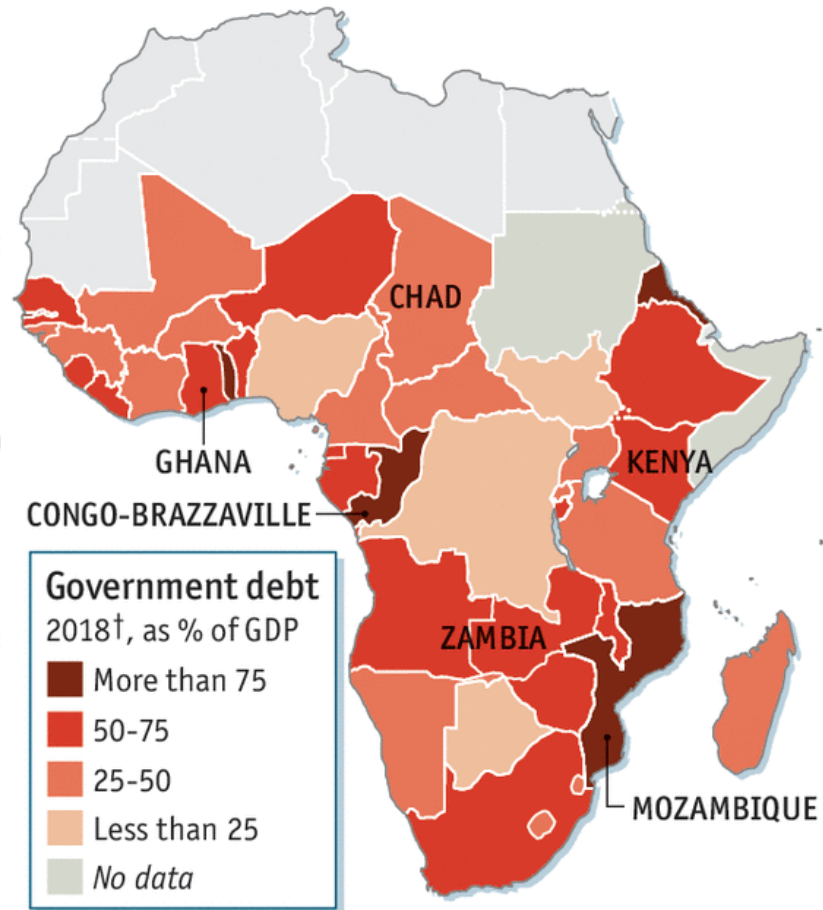 CHAD
GHANA
KENYA
CONGO-BRAZZAVILLE
Government debt
2018†, as % of GDP
More than 75
50-75
25-50
Less than 25
No data
ZAMBIA
MOZAMBIQUE